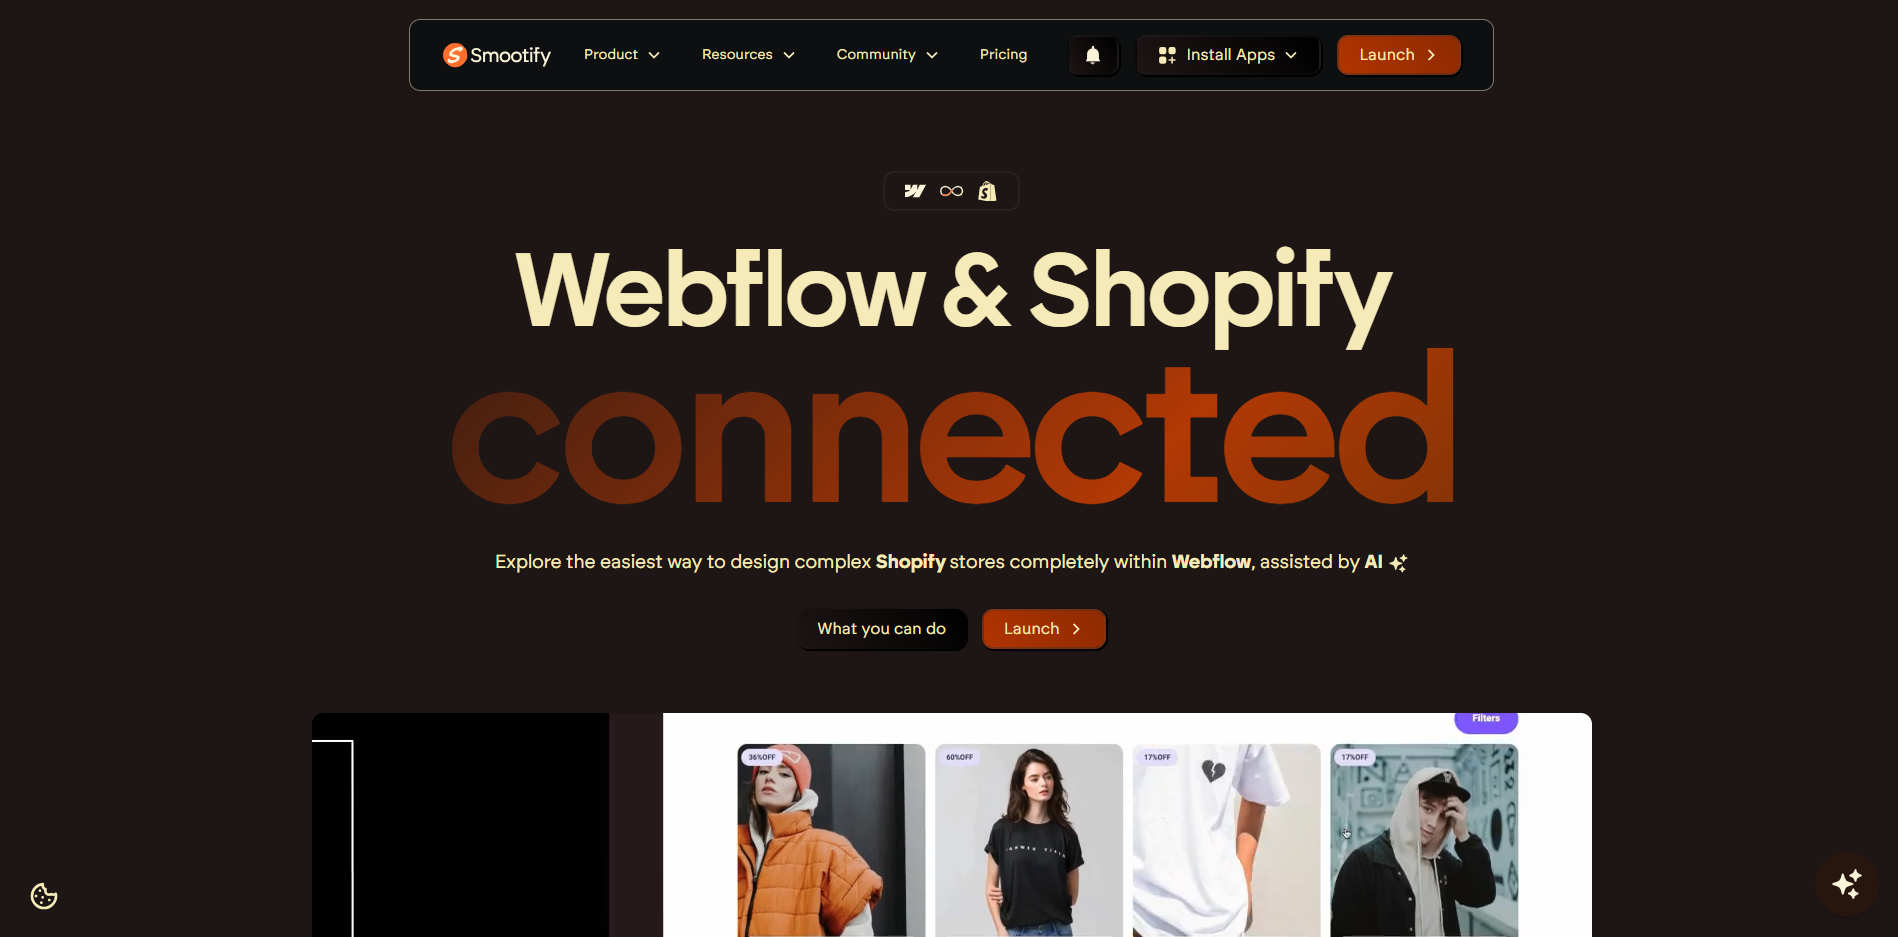 Smootify Product Resources Community Pricing Install Apps Launch
Webflow & Shopify
connected
Explore the easiest way to design complex Shopify stores completely within Webflow, assisted by AI
What you can do Launch
Filters
36%OFF 60%OFF 17%OFF 17%OFF